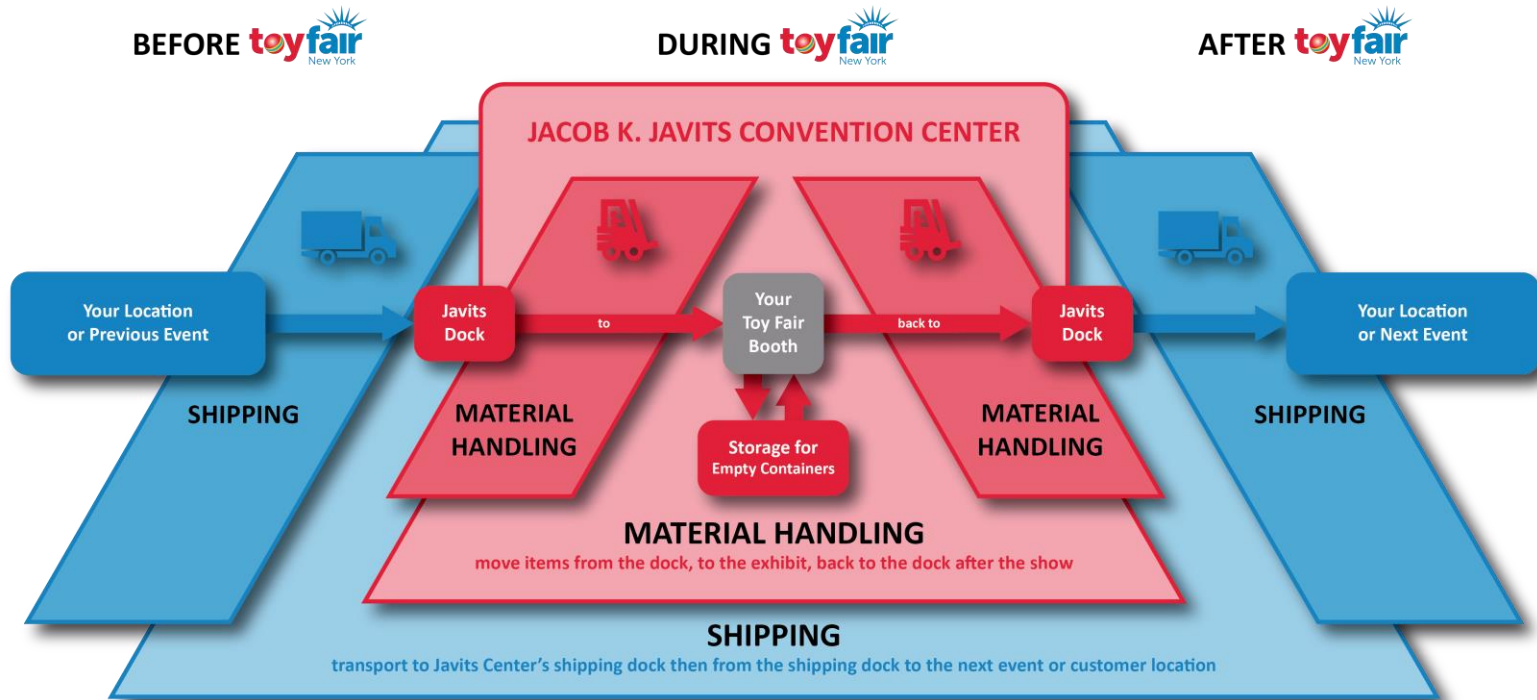 BEFORE toyfair
New York
DURING toyfair
New York
AFTER toyfair
New York
JACOB K. JAVITS CONVENTION CENTER
Your Location
or Previous Event
Javits
Dock
to
Your
Toy Fair
Booth
back to
Javits
Dock
Your Location
or Next Event
SHIPPING
MATERIAL
HANDLING
Storage for
Empty Containers
MATERIAL
HANDLING
SHIPPING
MATERIAL HANDLING
move items from the dock, to the exhibit, back to the dock after the show
SHIPPING
transport to Javits Center's shipping dock then from the shipping dock to the next event or customer location